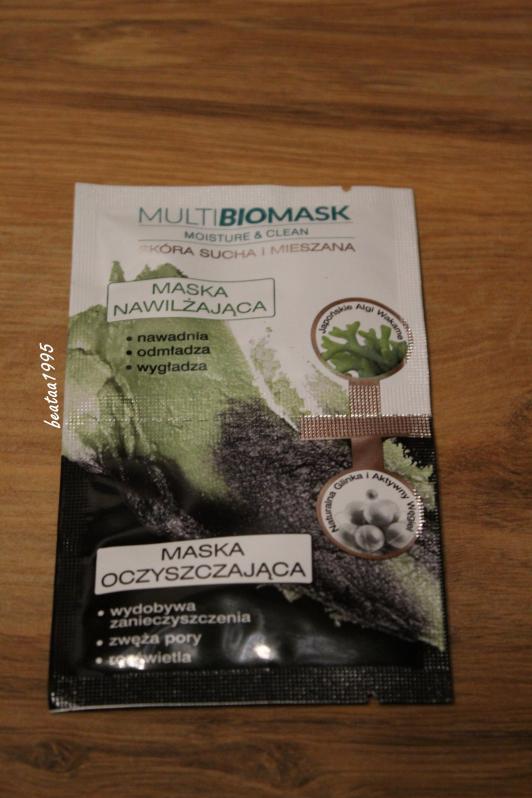 MULTIBIOMASK
MOISTURE & CLEAN
SKÓRA SUCHA I MIESZANA
MASKA
NAWILŻAJĄCA
• nawadnia
• odmładza
• wygładza
Japońskie Algi Wakame
beataa1995
Naturalna Glinka i Aktywny Węgiel
MASKA
OCZYSZCZAJĄCA
• wydobywa
zanieczyszczenia
• zwęża pory
• rozświetla